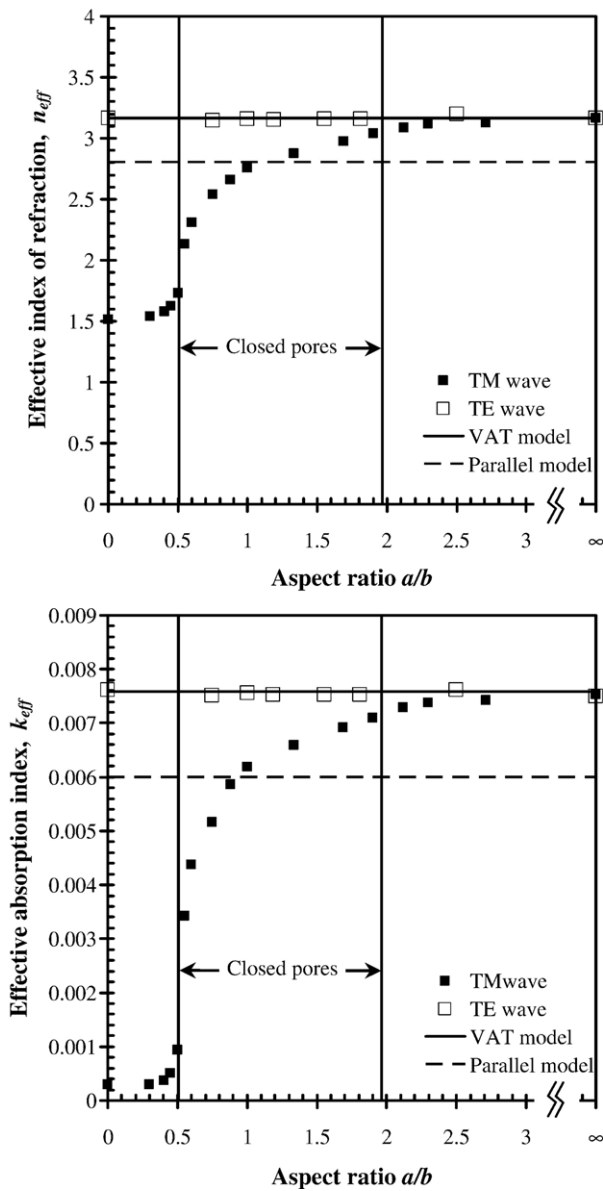 Effective index of refraction, n_eff
4
3.5
3
2.5
2
1.5
1
0.5
0
Closed pores
TM wave
TE wave
VAT model
Parallel model
0 0.5 1 1.5 2 2.5 3 ∞
Aspect ratio a/b
Effective absorption index, k_eff
0.009
0.008
0.007
0.006
0.005
0.004
0.003
0.002
0.001
0
Closed pores
TMwave
TE wave
VAT model
Parallel model
0 0.5 1 1.5 2 2.5 3 ∞
Aspect ratio a/b